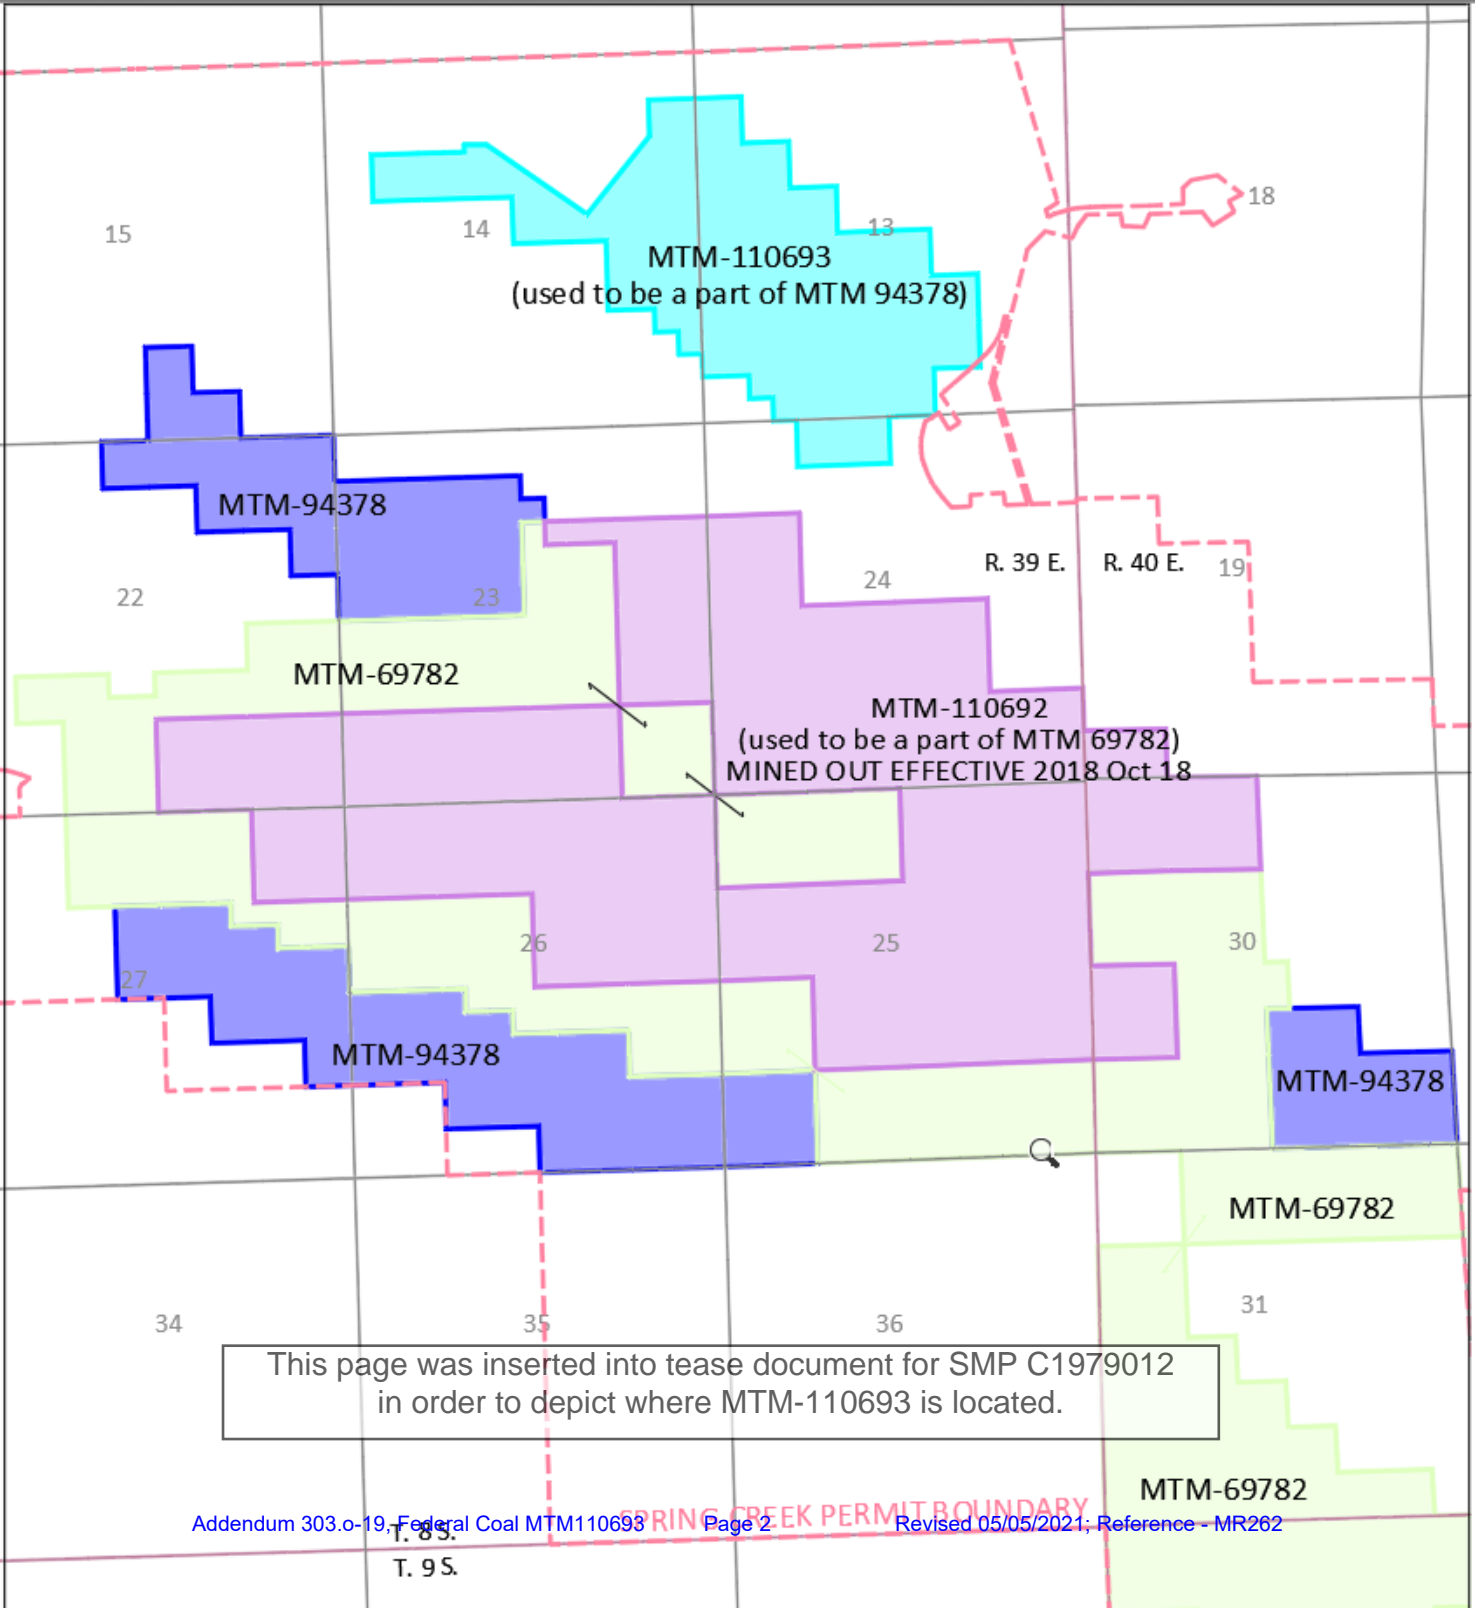 18
15
14
13
MTM-110693
(used to be a part of MTM 94378)
MTM-94378
R. 39 E. R. 40 E.
19
24
22
23
MTM-69782
MTM-110692
(used to be a part of MTM 69782)
MINED OUT EFFECTIVE 2018 Oct 18
26
25
30
27
MTM-94378
MTM-94378
MTM-69782
31
34
35
36
This page was inserted into tease document for SMP C1979012
in order to depict where MTM-110693 is located.
MTM-69782
SPRING CREEK PERMIT BOUNDARY
Addendum 303.o-19, Federal Coal MTM110693 Page 2 Revised 05/05/2021; Reference - MR262
T. 8 S.
T. 9 S.